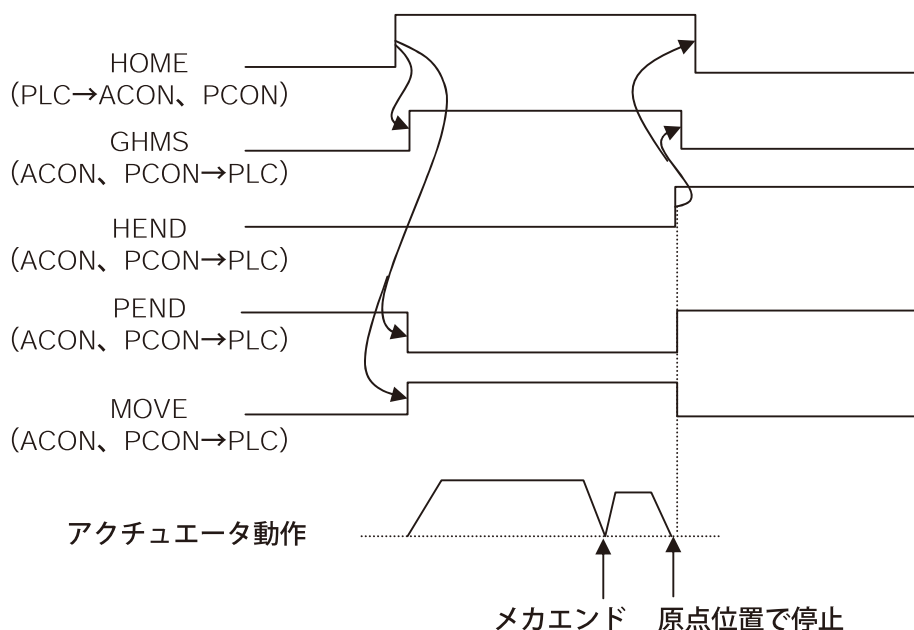 HOME
(PLC→ACON、PCON)
GHMS
(ACON、PCON→PLC)
HEND
(ACON、PCON→PLC)
PEND
(ACON、PCON→PLC)
MOVE
(ACON、PCON→PLC)
アクチュエータ動作
メカエンド 原点位置で停止